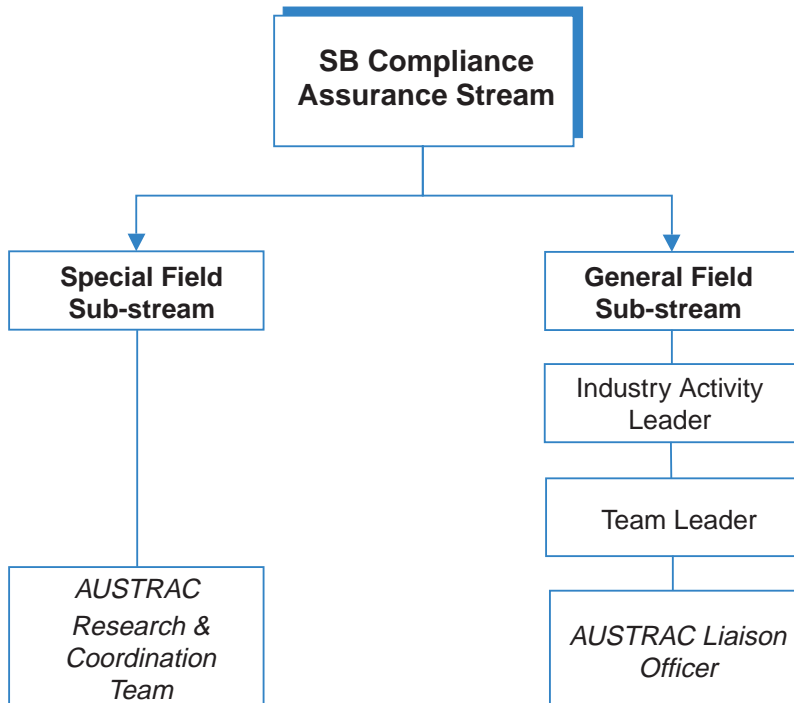 SB Compliance
Assurance Stream
Special Field
Sub-stream
General Field
Sub-stream
Industry Activity
Leader
Team Leader
AUSTRAC
Research &
Coordination
Team
AUSTRAC Liaison
Officer